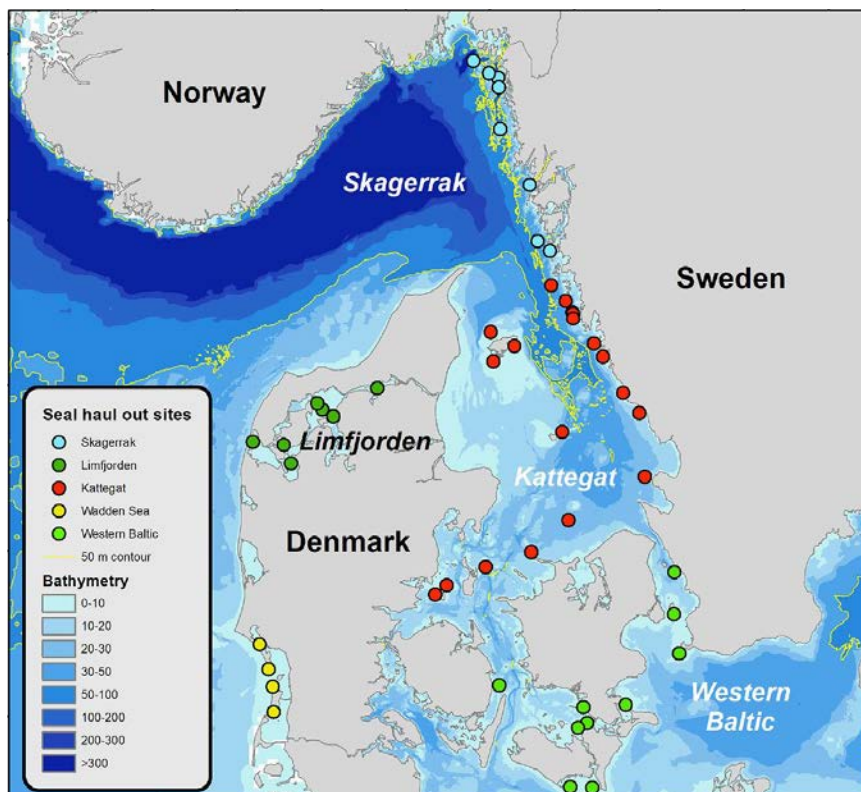 Norway
Skagerrak
Sweden
Limfjorden
Kattegat
Denmark
Western
Baltic
Seal haul out sites
Skagerrak
Limfjorden
Kattegat
Wadden Sea
Western Baltic
50 m contour
Bathymetry
0-10
10-20
20-30
30-50
50-100
100-200
200-300
>300